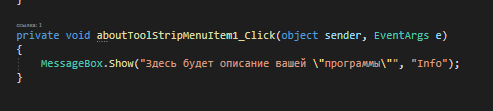 }
ссылка: 1
private void aboutToolStripMenuItem1_Click(object sender, EventArgs e)
{
MessageBox.Show("Здесь будет описание вашей \"программы\"", "Info");
}